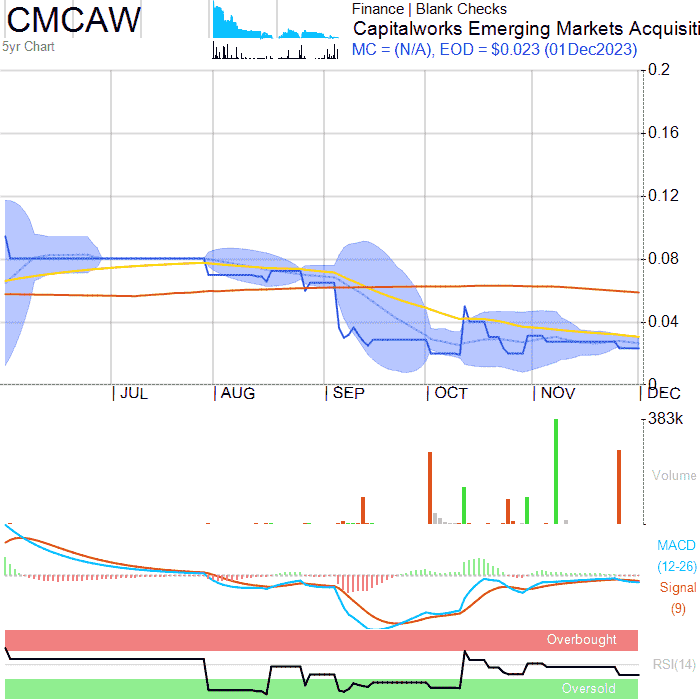 CMCAW
5yr Chart
Finance | Blank Checks
Capitalworks Emerging Markets Acquisiti
MC = (N/A), EOD = $0.023 (01Dec2023)
0.2
0.16
0.12
0.08
0.04
0
JUL
AUG
SEP
OCT
NOV
DEC
383k
Volume
MACD
(12-26)
Signal
(9)
Overbought
RSI(14)
Oversold